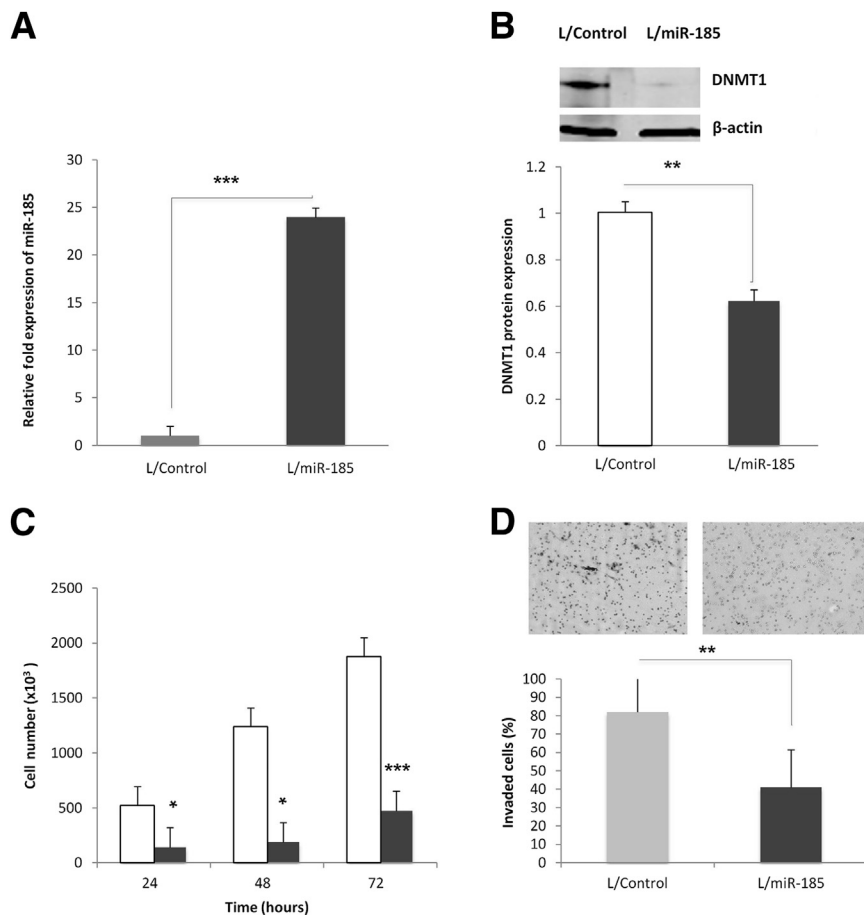 A
Relative fold expression of miR-185
30
25
20
15
10
5
0
***
L/Control L/miR-185
B
L/Control L/miR-185
DNMT1
β-actin
DNMT1 protein expression
1.2
1
0.8
0.6
0.4
0.2
0
**
L/Control L/miR-185
C
Cell number (x10³ )
2500
2000
1500
1000
500
0
* * ***
24 48 72
Time (hours)
D
**
Invaded cells (%)
100
90
80
70
60
50
40
30
20
10
0
L/Control L/miR-185